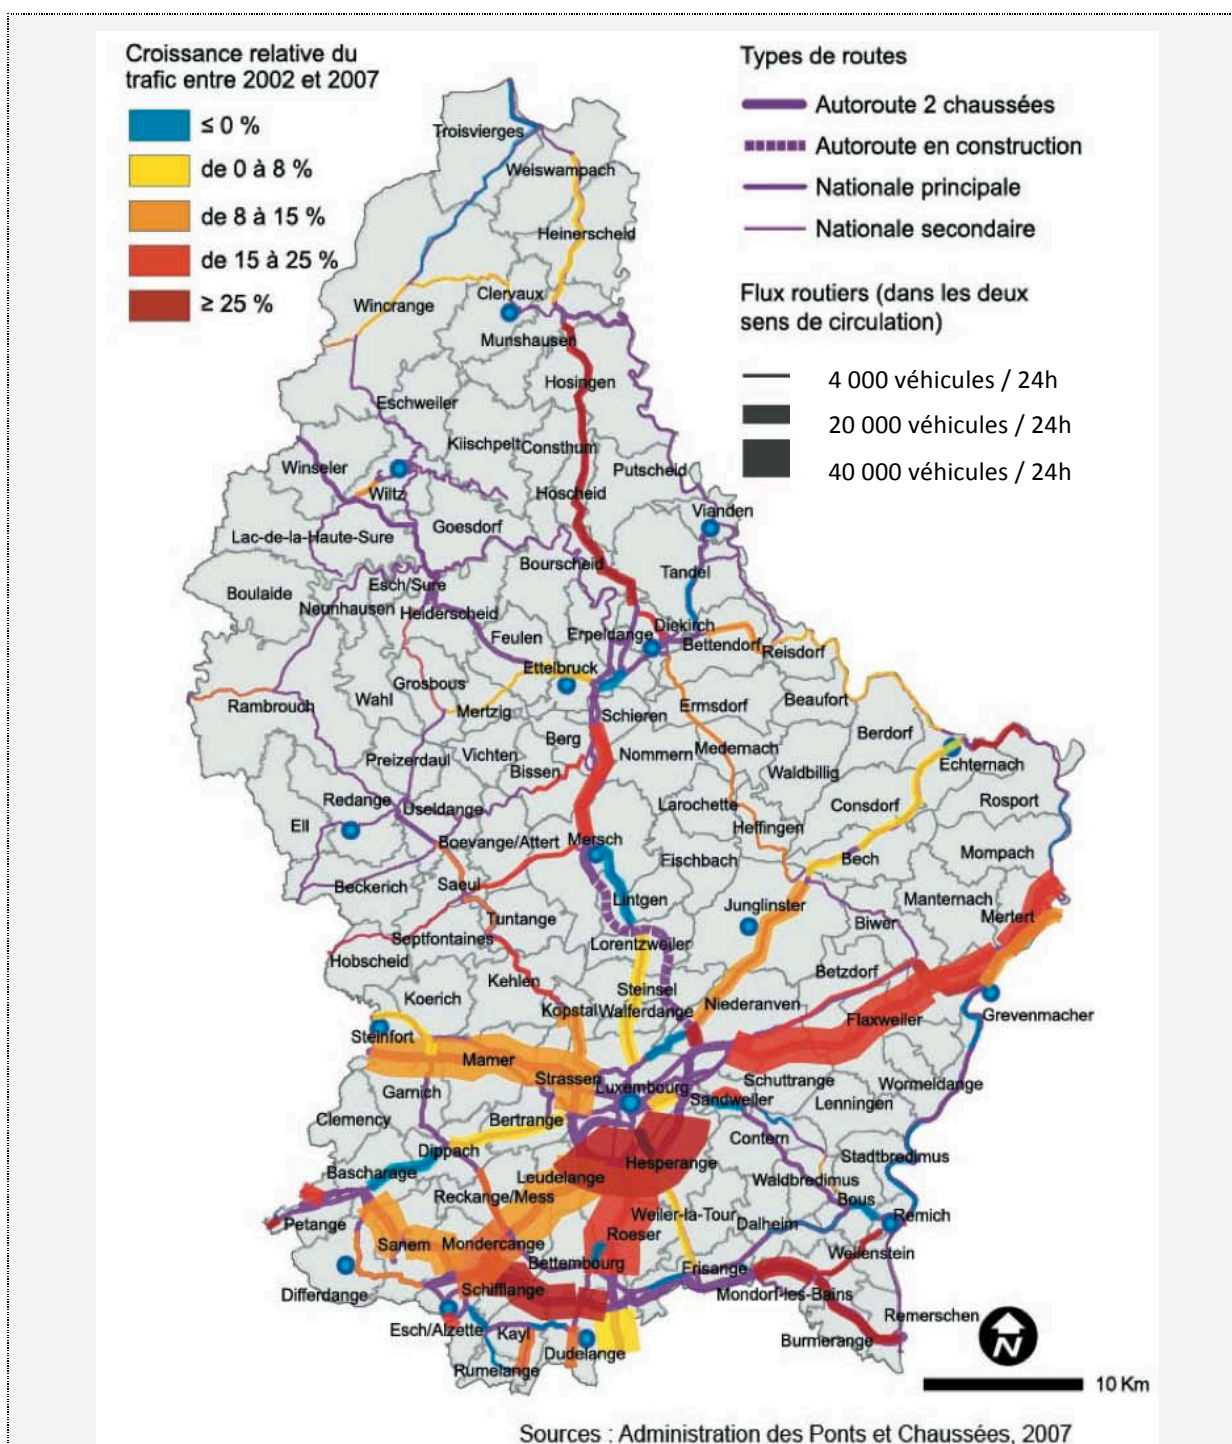 Croissance relative du
trafic entre 2002 et 2007
≤ 0 %
de 0 à 8 %
de 8 à 15 %
de 15 à 25 %
≥ 25 %
Types de routes
Autoroute 2 chaussées
Autoroute en construction
Nationale principale
Nationale secondaire
Flux routiers (dans les deux
sens de circulation)
4 000 véhicules / 24h
20 000 véhicules / 24h
40 000 véhicules / 24h
Troisvierges
Weiswampach
Heinerscheid
Clervaux
Wincrange
Munshausen
Hosingen
Eschweiler
Kiischpelt
Consthum
Winseler
Putscheid
Wiltz
Hoscheid
Vianden
Goesdorf
Lac-de-la-Haute-Sure
Bourscheid
Tandel
Esch/Sure
Boulaide
Neunhausen
Heiderscheid
Diekirch
Feulen
Erpeldange
Bettendorf
Reisdorf
Ettelbruck
Grosbous
Wahl
Rambrouch
Mertzig
Ermsdorf
Beaufort
Schieren
Berdorf
Berg
Nommern
Medernach
Vichten
Preizerdaul
Bissen
Waldbillig
Echternach
Redange
Useldange
Larochette
Consdorf
Rosport
Ell
Heffingen
Boevange/Attert
Mersch
Fischbach
Bech
Mompach
Beckerich
Saeul
Lintgen
Junglinster
Manternach
Mertert
Tuntange
Biwer
Septfontaines
Lorentzweiler
Hobscheid
Betzdorf
Kehlen
Steinsel
Koerich
Kopstal
Walferdange
Niederanven
Flaxweiler
Grevenmacher
Steinfort
Mamer
Strassen
Luxembourg
Schuttrange
Wormeldange
Garnich
Sandweiler
Lenningen
Clemency
Bertrange
Contern
Dippach
Stadtbredimus
Bascharage
Leudelange
Hesperange
Waldbredimus
Reckange/Mess
Bous
Petange
Weiler-la-Tour
Dalheim
Remich
Roeser
Sanem
Mondercange
Wellenstein
Bettembourg
Frisange
Differdange
Schifflange
Mondorf-les-Bains
Remerschen
Esch/Alzette
Kayl
Burmerange
Dudelange
Rumelange
N
10 Km
Sources : Administration des Ponts et Chaussées, 2007